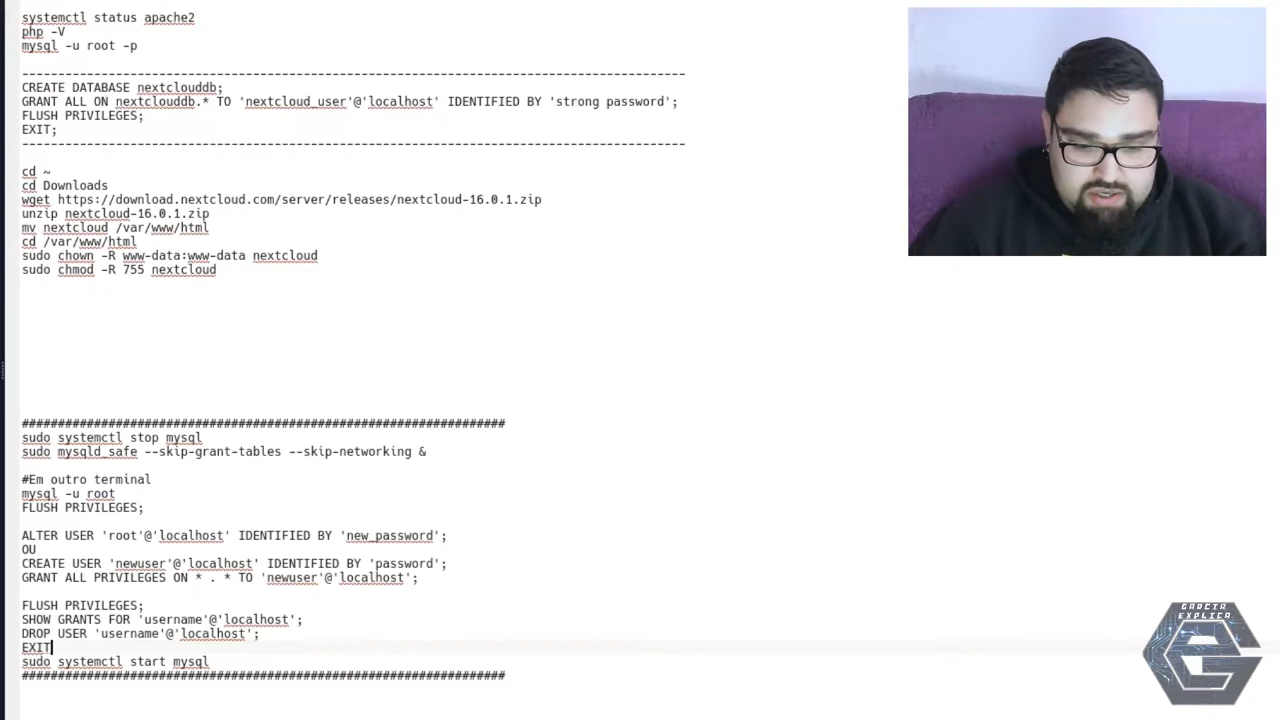 systemctl status apache2
php -V
mysql -u root -p
--------------------------------------------------------------------------------------------
CREATE DATABASE nextclouddb;
GRANT ALL ON nextclouddb.* TO 'nextcloud_user'@'localhost' IDENTIFIED BY 'strong password';
FLUSH PRIVILEGES;
EXIT;
--------------------------------------------------------------------------------------------
cd ~
cd Downloads
wget https://download.nextcloud.com/server/releases/nextcloud-16.0.1.zip
unzip nextcloud-16.0.1.zip
mv nextcloud /var/www/html
cd /var/www/html
sudo chown -R www-data:www-data nextcloud
sudo chmod -R 755 nextcloud
###################################################################
sudo systemctl stop mysql
sudo mysqld_safe --skip-grant-tables --skip-networking &
#Em outro terminal
mysql -u root
FLUSH PRIVILEGES;
ALTER USER 'root'@'localhost' IDENTIFIED BY 'new_password';
OU
CREATE USER 'newuser'@'localhost' IDENTIFIED BY 'password';
GRANT ALL PRIVILEGES ON * . * TO 'newuser'@'localhost';
FLUSH PRIVILEGES;
SHOW GRANTS FOR 'username'@'localhost';
DROP USER 'username'@'localhost';
EXIT
sudo systemctl start mysql
###################################################################
GARCIA
EXPLICA